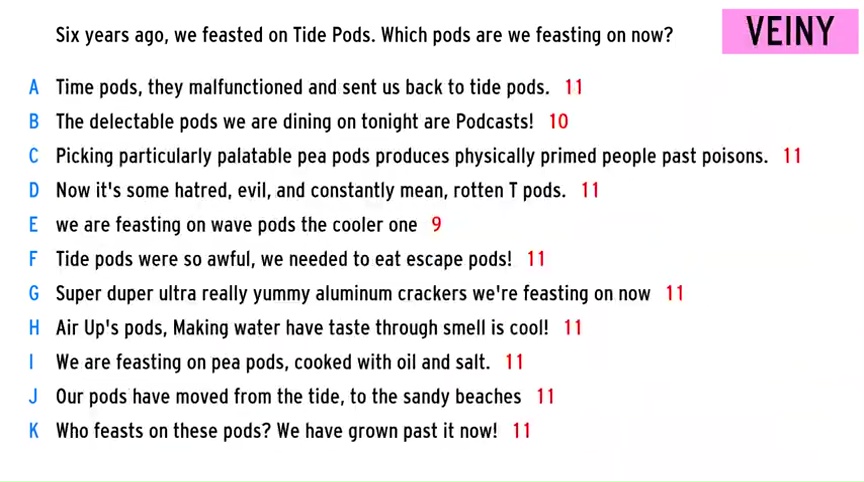 Six years ago, we feasted on Tide Pods. Which pods are we feasting on now?
VEINY
A Time pods, they malfunctioned and sent us back to tide pods. 11
B The delectable pods we are dining on tonight are Podcasts! 10
C Picking particularly palatable pea pods produces physically primed people past poisons. 11
D Now it's some hatred, evil, and constantly mean, rotten T pods. 11
E we are feasting on wave pods the cooler one 9
F Tide pods were so awful, we needed to eat escape pods! 11
G Super duper ultra really yummy aluminum crackers we're feasting on now 11
H Air Up's pods, Making water have taste through smell is cool! 11
I We are feasting on pea pods, cooked with oil and salt. 11
J Our pods have moved from the tide, to the sandy beaches 11
K Who feasts on these pods? We have grown past it now! 11